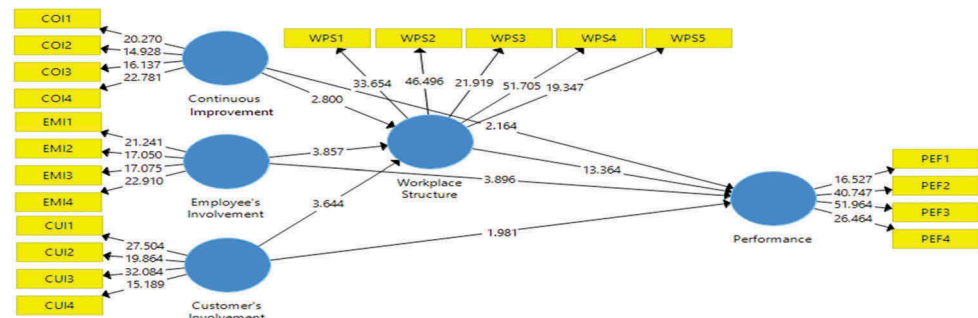 COI1
COI2
COI3
COI4
20.270
14.928
16.137
22.781
Continuous
Improvement
WPS1
WPS2
WPS3
WPS4
WPS5
33.654
46.496
21.919
51.705
19.347
2.800
2.164
EMI1
EMI2
EMI3
EMI4
21.241
17.050
17.075
22.910
Employee's
Involvement
3.857
3.896
Workplace
Structure
13.364
3.644
CUI1
CUI2
CUI3
CUI4
27.504
19.864
32.084
15.189
Customer's
Involvement
1.981
Performance
16.527
40.747
51.964
26.464
PEF1
PEF2
PEF3
PEF4